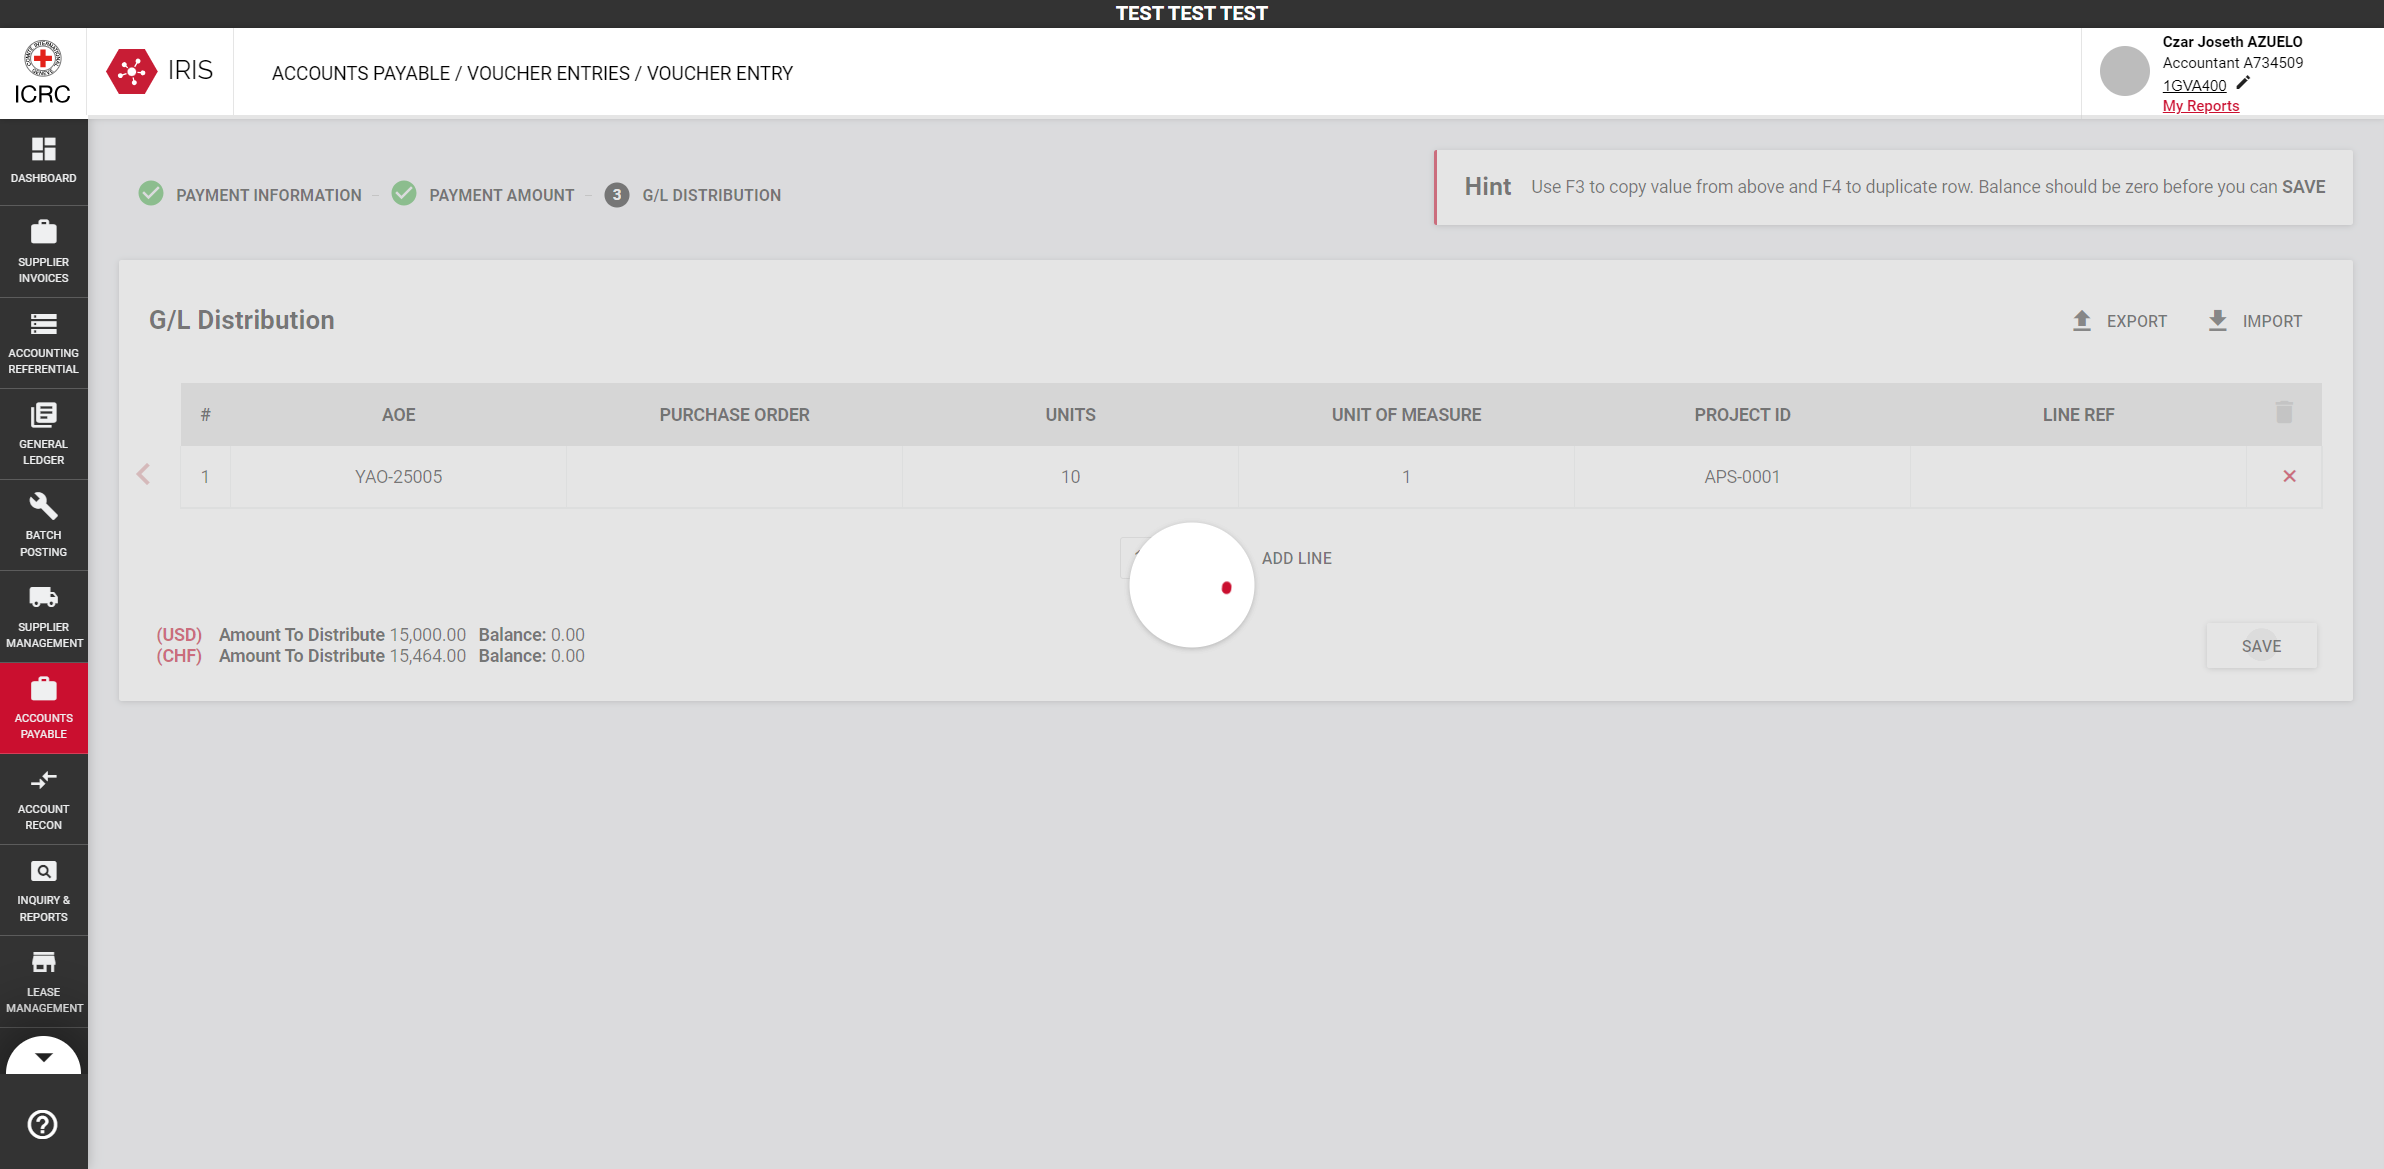 TEST TEST TEST
ICRC
IRIS
ACCOUNTS PAYABLE / VOUCHER ENTRIES / VOUCHER ENTRY
Czar Joseth AZUELO
Accountant A734509
1GVA400
My Reports
DASHBOARD
SUPPLIER
INVOICES
ACCOUNTING
REFERENTIAL
GENERAL
LEDGER
BATCH
POSTING
SUPPLIER
MANAGEMENT
ACCOUNTS
PAYABLE
ACCOUNT
RECON
INQUIRY &
REPORTS
LEASE
MANAGEMENT
PAYMENT INFORMATION - PAYMENT AMOUNT - 3 G/L DISTRIBUTION
Hint Use F3 to copy value from above and F4 to duplicate row. Balance should be zero before you can SAVE
G/L Distribution
EXPORT IMPORT
# AOE PURCHASE ORDER UNITS UNIT OF MEASURE PROJECT ID LINE REF
1 YAO-25005 10 1 APS-0001
ADD LINE
(USD) Amount To Distribute 15,000.00 Balance: 0.00
(CHF) Amount To Distribute 15,464.00 Balance: 0.00
SAVE